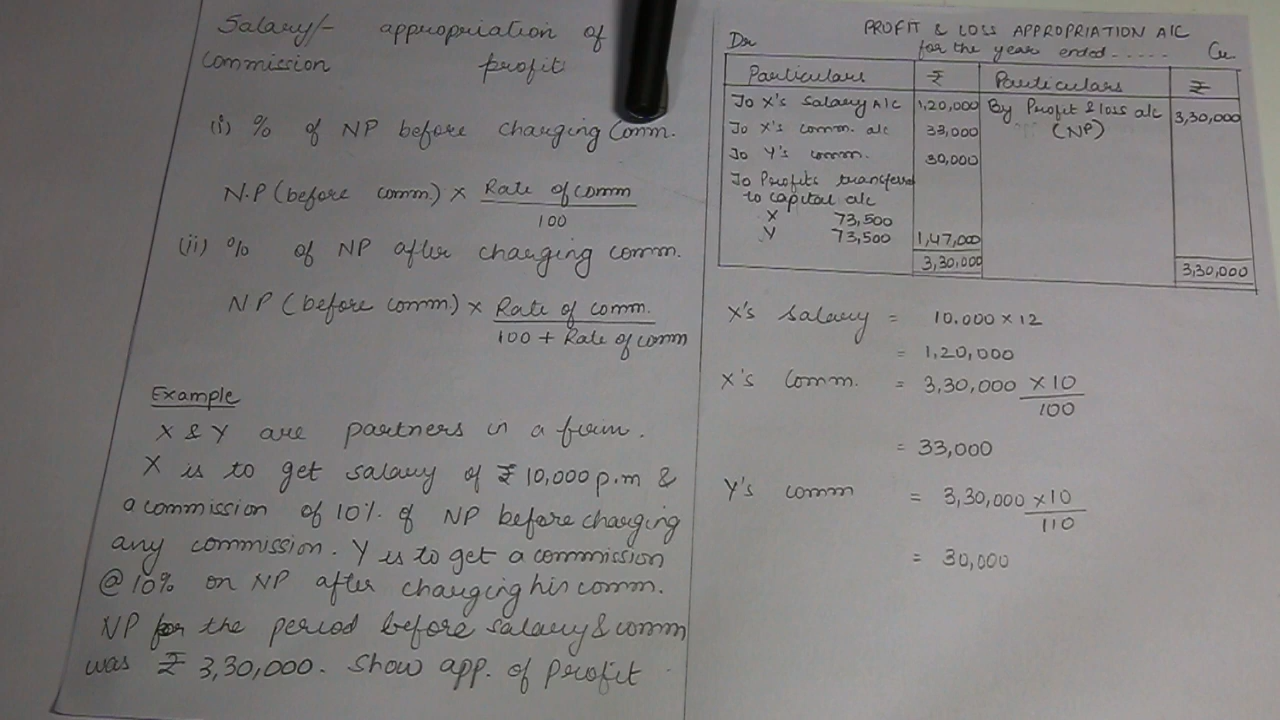 Salary/- appropriation of
Commission profit
(i) % of NP before charging Comm.
N.P (before comm.) × Rate of comm
100
(ii) % of NP after charging comm.
NP (before comm.) × Rate of comm.
100 + Rate of comm
Example
X & Y are partners in a firm.
X is to get salary of ₹ 10,000 p.m &
a commission of 10% of NP before charging
any commission. Y is to get a commission
@ 10% on NP after charging his comm.
NP for the period before salary & comm
was ₹ 3,30,000. Show app. of profit
PROFIT & LOSS APPROPRIATION A/C
Dr for the year ended ..... Cr
Particulars ₹ Particulars ₹
To X's Salary A/C 1,20,000 By Profit & loss a/c 3,30,000
To X's comm. a/c 33,000 (NP)
To Y's comm. 30,000
To Profits transferred
to capital a/c
X 73,500
Y 73,500 1,47,000
3,30,000 3,30,000
X's Salary = 10.000 × 12
= 1,20,000
X's Comm. = 3,30,000 × 10
100
= 33,000
Y's comm = 3,30,000 × 10
110
= 30,000